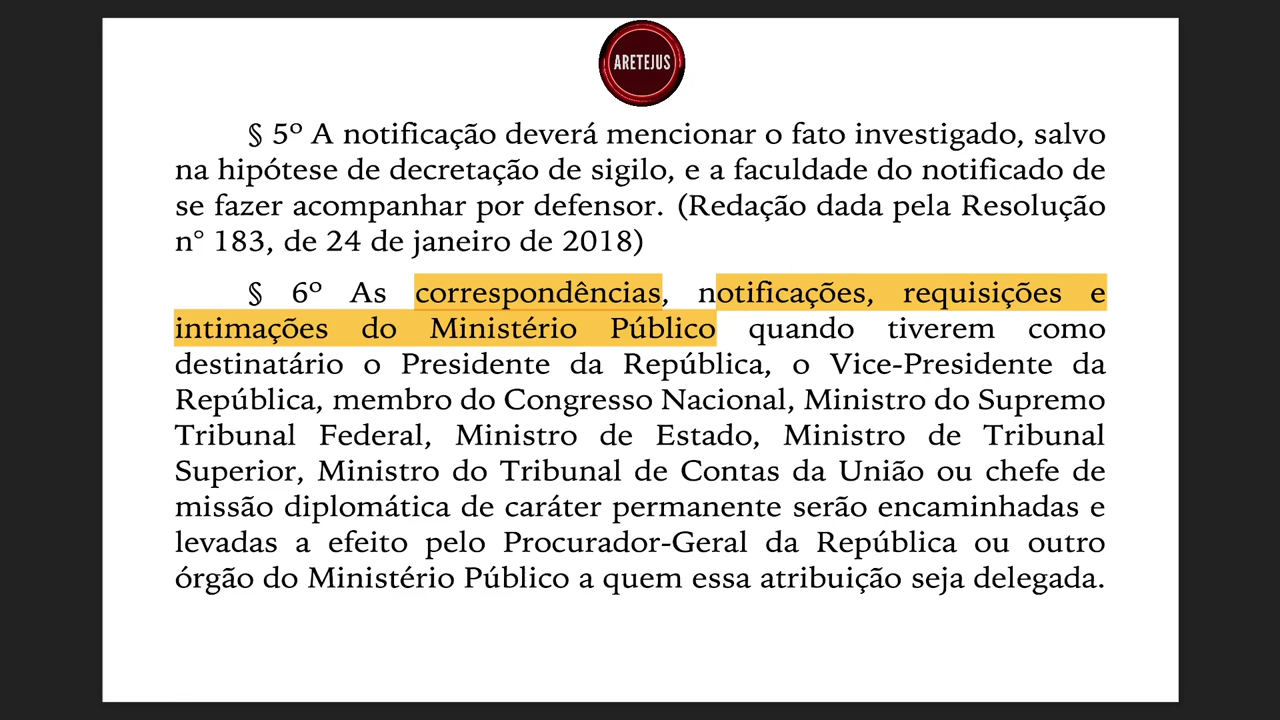 ARETEJUS
§ 5º A notificação deverá mencionar o fato investigado, salvo
na hipótese de decretação de sigilo, e a faculdade do notificado de
se fazer acompanhar por defensor. (Redação dada pela Resolução
n° 183, de 24 de janeiro de 2018)
§ 6º As correspondências, notificações, requisições e
intimações do Ministério Público quando tiverem como
destinatário o Presidente da República, o Vice-Presidente da
República, membro do Congresso Nacional, Ministro do Supremo
Tribunal Federal, Ministro de Estado, Ministro de Tribunal
Superior, Ministro do Tribunal de Contas da União ou chefe de
missão diplomática de caráter permanente serão encaminhadas e
levadas a efeito pelo Procurador-Geral da República ou outro
órgão do Ministério Público a quem essa atribuição seja delegada.